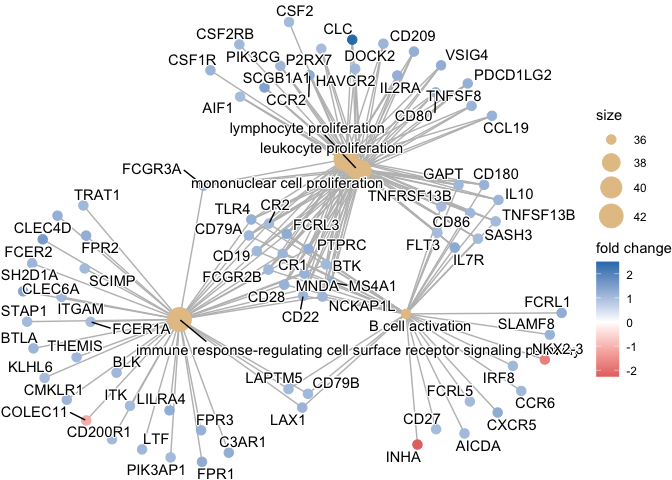 CSF2
CSF2RB
CLC
CD209
CSF1R
PIK3CG
P2RX7
DOCK2
VSIG4
SCGB1A1
HAVCR2
PDCD1LG2
IL2RA
TNFSF8
AIF1
CCR2
CD80
CCL19
lymphocyte proliferation
leukocyte proliferation
FCGR3A
mononuclear cell proliferation
GAPT
CD180
TNFRSF13B
IL10
TRAT1
TLR4
CR2
CD86
TNFSF13B
CLEC4D
CD79A
FCRL3
SASH3
FCER2
FPR2
CD19
PTPRC
FLT3
IL7R
SH2D1A
SCIMP
FCGR2B
CR1
BTK
CLEC6A
CD28
MNDA
MS4A1
STAP1
ITGAM
CD22
NCKAP1L
FCRL1
BTLA
FCER1A
B cell activation
SLAMF8
THEMIS
immune response-regulating cell surface receptor signaling
NKX2-3
KLHL6
BLK
LAPTM5
CD79B
IRF8
CMKLR1
ITK
LILRA4
FCRL5
CCR6
COLEC11
CD200R1
FPR3
LAX1
CD27
CXCR5
LTF
C3AR1
AICDA
PIK3AP1
FPR1
INHA
size
36
38
40
42
fold change
2
1
0
-1
-2